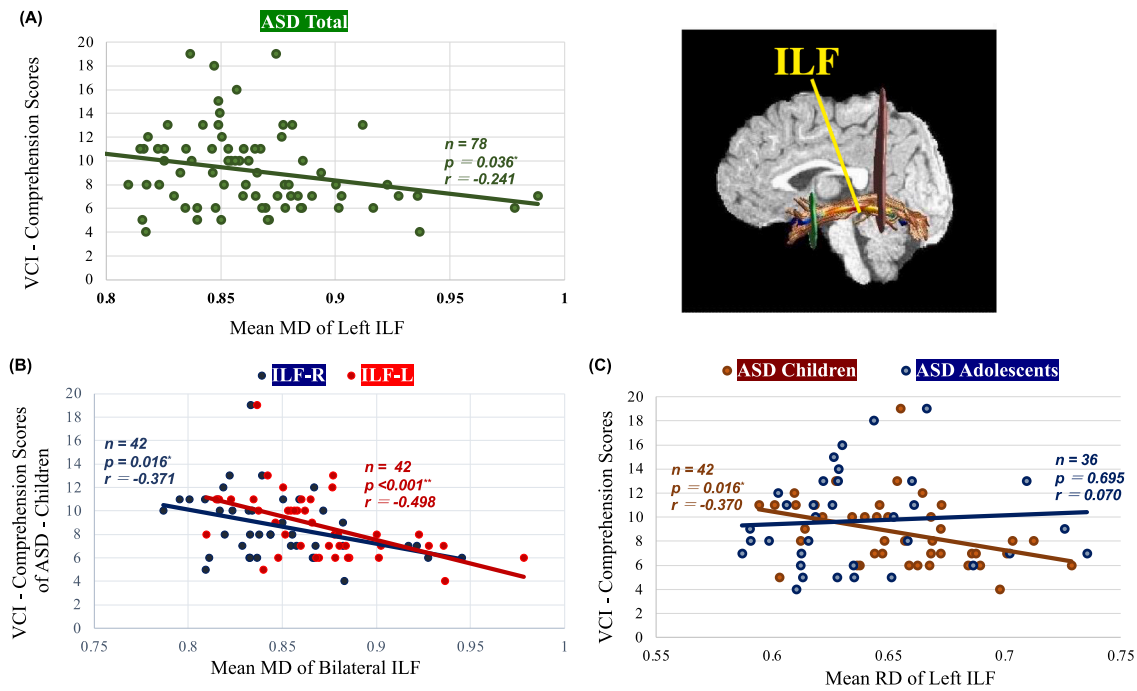 (A)
ASD Total
VCI - Comprehension Scores
20
18
16
14
12
10
8
6
4
2
0
n = 78
p = 0.036*
r = -0.241
0.8
0.85
0.9
0.95
1
Mean MD of Left ILF
ILF
(B)
ILF-R
ILF-L
VCI - Comprehension Scores
of ASD - Children
20
18
16
14
12
10
8
6
4
2
0
n = 42
p = 0.016*
r = -0.371
n = 42
p <0.001**
r = -0.498
0.75
0.8
0.85
0.9
0.95
1
Mean MD of Bilateral ILF
(C)
ASD Children
ASD Adolescents
VCI - Comprehension Scores
20
18
16
14
12
10
8
6
4
2
0
n = 42
p = 0.016*
r = -0.370
n = 36
p = 0.695
r = 0.070
0.55
0.6
0.65
0.7
0.75
Mean RD of Left ILF